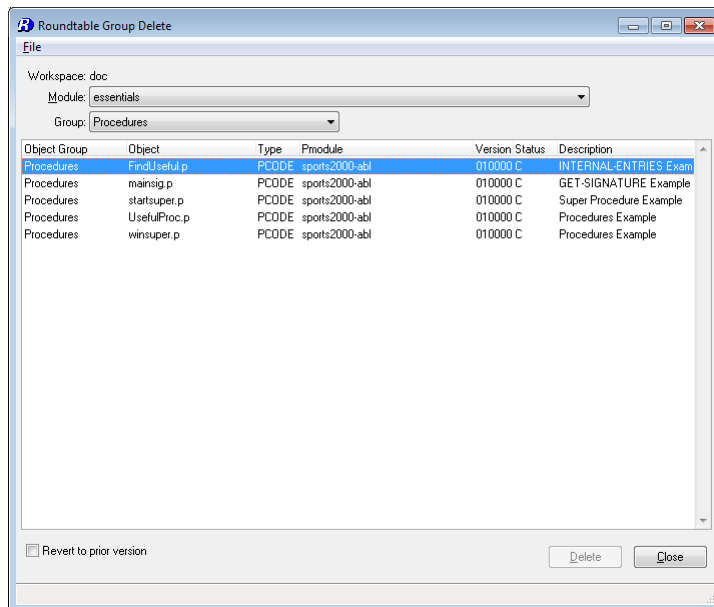 Roundtable Group Delete
File
Workspace: doc
Module: essentials
Group: Procedures
Object Group Object Type Pmodule Version Status Description
Procedures FindUseful.p PCODE sports2000-abl 010000 C INTERNAL-ENTRIES Exam
Procedures mainsig.p PCODE sports2000-abl 010000 C GET-SIGNATURE Example
Procedures startsuper.p PCODE sports2000-abl 010000 C Super Procedure Example
Procedures UsefulProc.p PCODE sports2000-abl 010000 C Procedures Example
Procedures winsuper.p PCODE sports2000-abl 010000 C Procedures Example
Revert to prior version
Delete Close